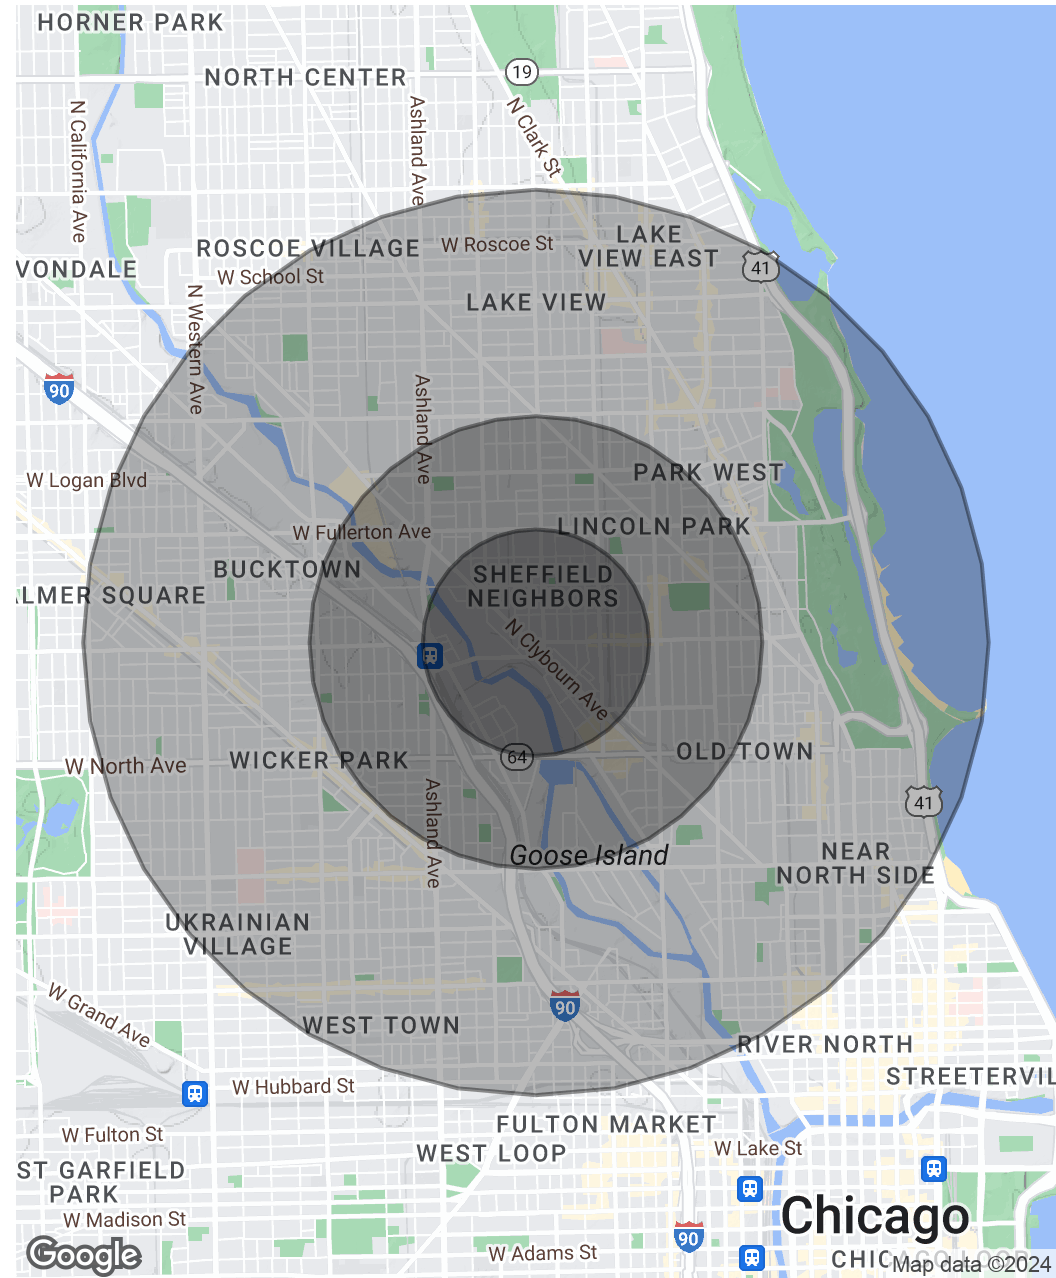 HORNER PARK
NORTH CENTER
19
N California Ave
Ashland Ave
N Clark St
ROSCOE VILLAGE
W Roscoe St
LAKE
VIEW EAST
VONDALE
W School St
41
N Western Ave
LAKE VIEW
90
Ashland Ave
W Logan Blvd
PARK WEST
W Fullerton Ave
LINCOLN PARK
BUCKTOWN
SHEFFIELD
NEIGHBORS
LMER SQUARE
N Clybourn Ave
W North Ave
WICKER PARK
64
OLD TOWN
Ashland Ave
41
Goose Island
NEAR
NORTH SIDE
UKRAINIAN
VILLAGE
W Grand Ave
90
WEST TOWN
RIVER NORTH
STREETERVIL
W Hubbard St
FULTON MARKET
W Fulton St
WEST LOOP
W Lake St
ST GARFIELD
PARK
W Madison St
Chicago
90
W Adams St
CHICAGO LOOP
Google
Map data ©2024